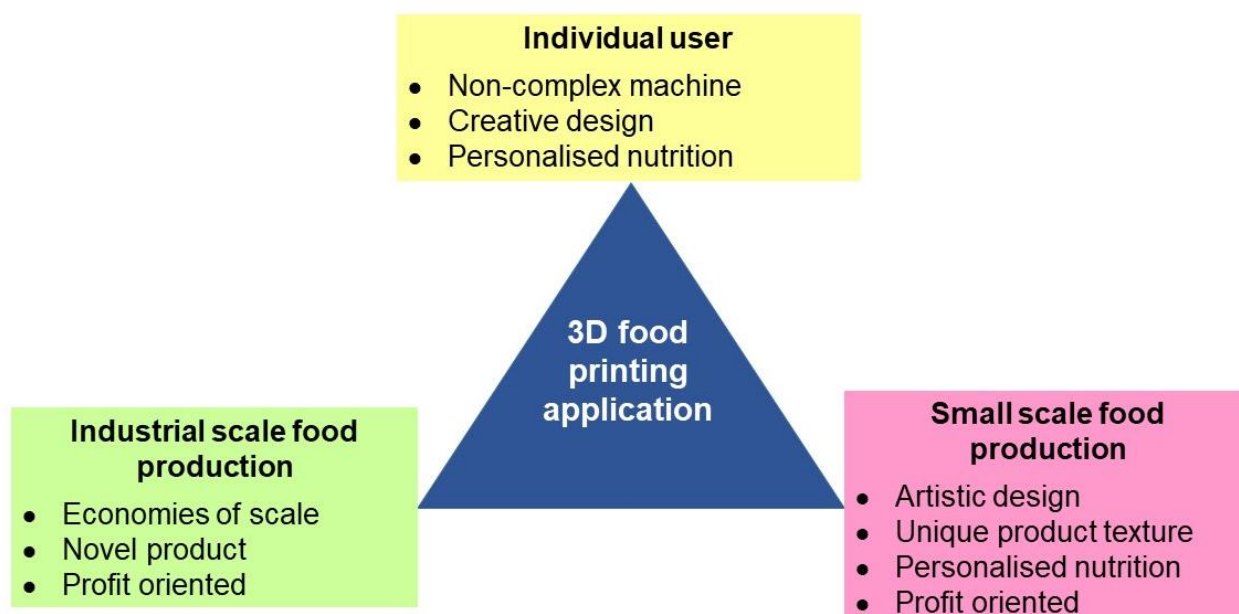 Individual user
● Non-complex machine
● Creative design
● Personalised nutrition
3D food
printing
application
Industrial scale food
production
● Economies of scale
● Novel product
● Profit oriented
Small scale food
production
● Artistic design
● Unique product texture
● Personalised nutrition
● Profit oriented